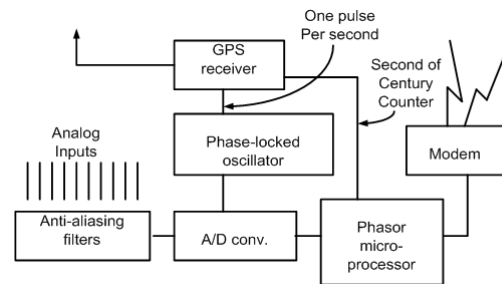 One pulse
Per second
GPS
receiver
Second of
Century
Counter
Analog
Inputs
Phase-locked
oscillator
Modem
Anti-aliasing
filters
A/D conv.
Phasor
micro-
processor